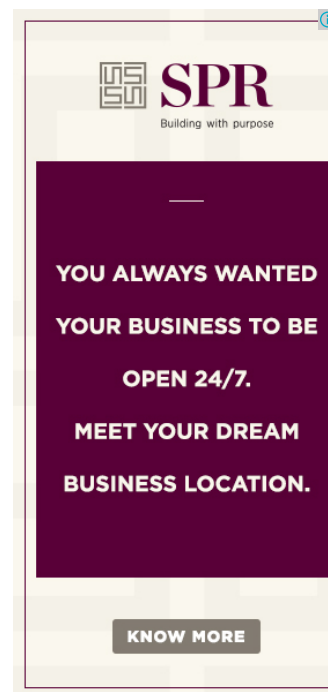 SPR
Building with purpose
YOU ALWAYS WANTED
YOUR BUSINESS TO BE
OPEN 24/7.
MEET YOUR DREAM
BUSINESS LOCATION.
KNOW MORE